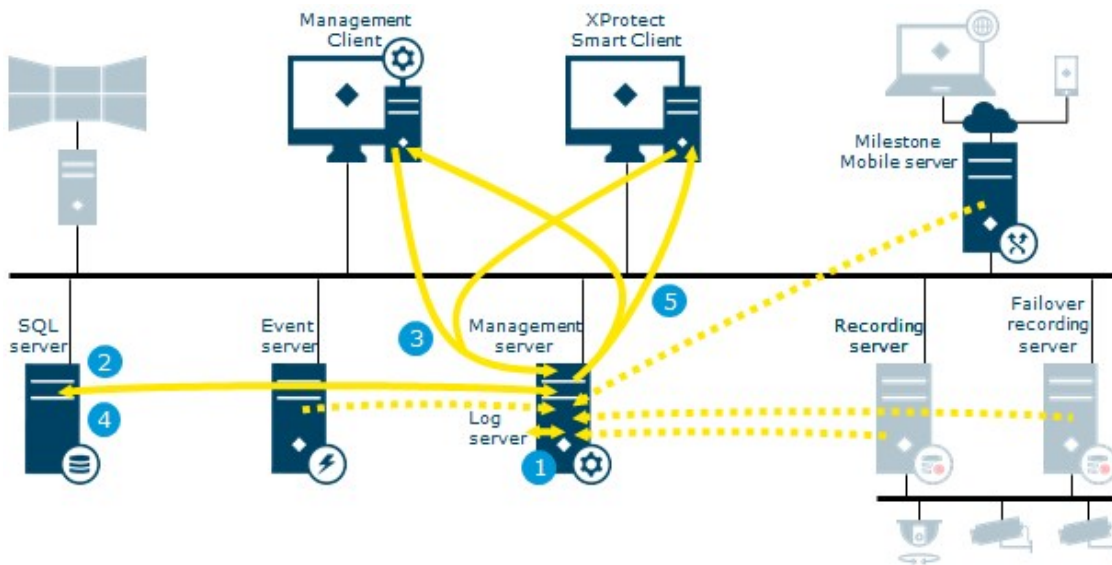 Management
Client
XProtect
Smart Client
Milestone
Mobile server
SQL
server
Event
server
3
Management
server
5
Recording
server
Failover
recording
server
2
4
Log
server
1